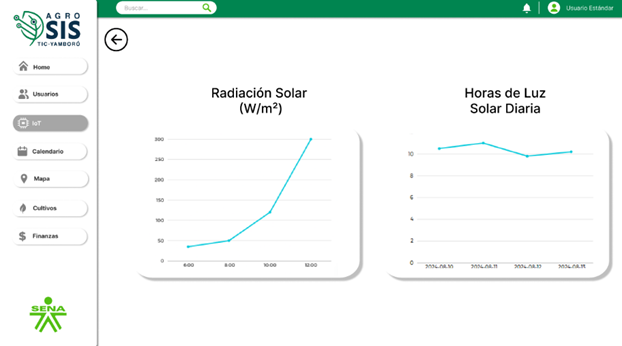 AGRO
SIS
TIC-YAMBORÓ
Buscar...
Usuario Estándar
Home
Usuarios
IoT
Calendario
Mapa
Cultivos
Finanzas
SENA
Radiación Solar
(W/m²)
300
250
200
150
100
50
0
6:00 8:00 10:00 12:00
Horas de Luz
Solar Diaria
10
8
6
4
2
0
2024-08-10 2024-08-11 2024-08-12 2024-08-13